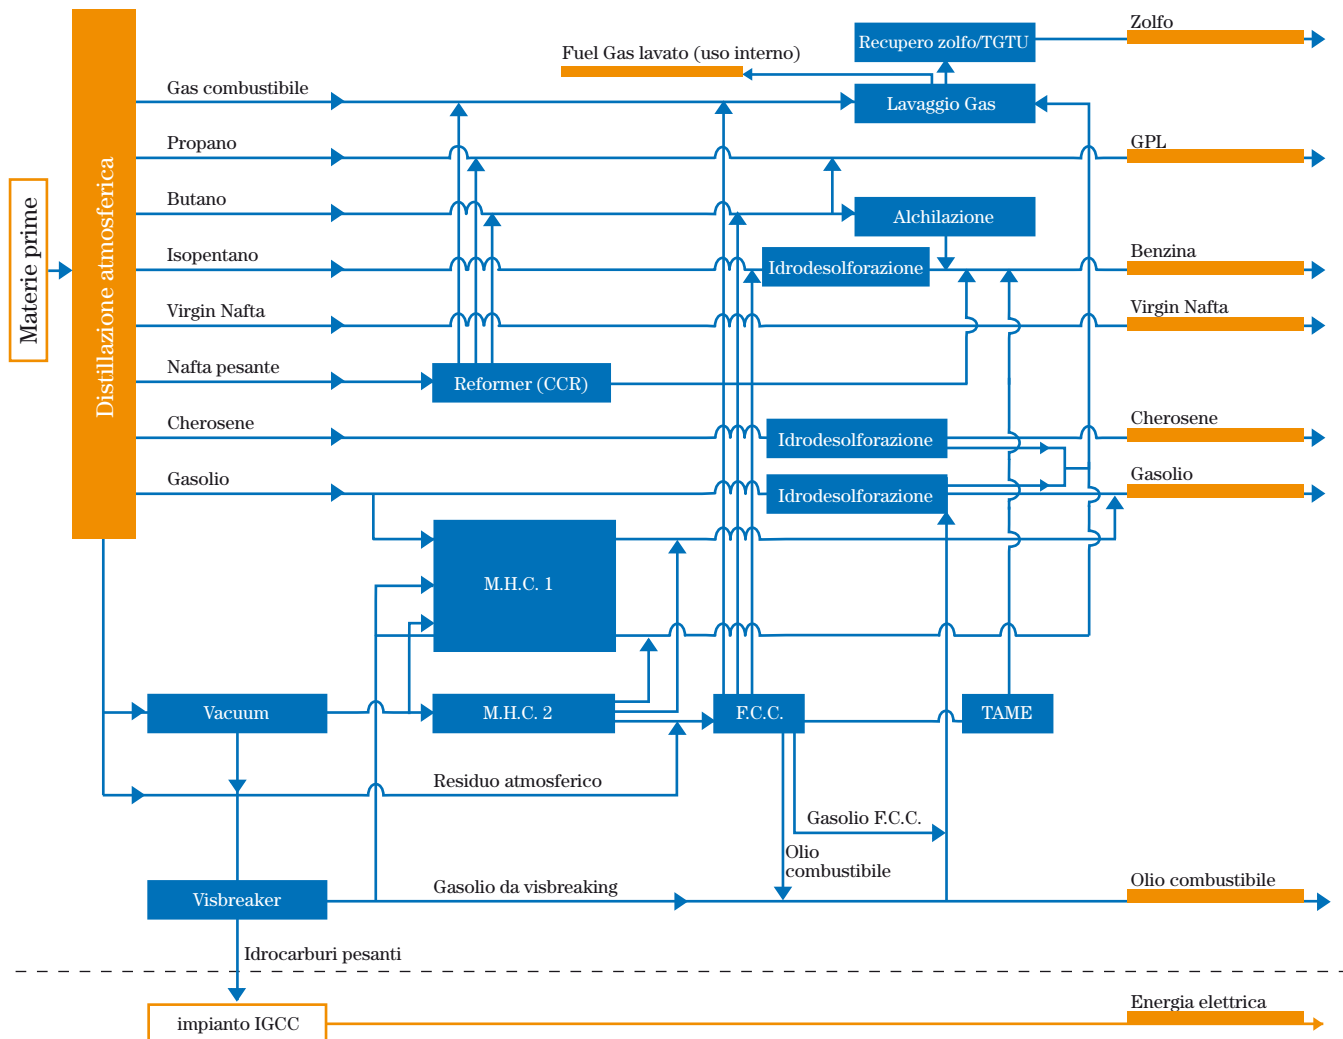 Zolfo
Recupero zolfo/TGTU
Fuel Gas lavato (uso interno)
Gas combustibile
Lavaggio Gas
Propano
GPL
Butano
Alchilazione
Isopentano
Idrodesolforazione
Benzina
Materie prime
Distillazione atmosferica
Virgin Nafta
Virgin Nafta
Nafta pesante
Reformer (CCR)
Cherosene
Idrodesolforazione
Cherosene
Gasolio
Idrodesolforazione
Gasolio
M.H.C. 1
Vacuum
M.H.C. 2
F.C.C.
TAME
Residuo atmosferico
Gasolio F.C.C.
Olio
combustibile
Visbreaker
Gasolio da visbreaking
Olio combustibile
Idrocarburi pesanti
impianto IGCC
Energia elettrica